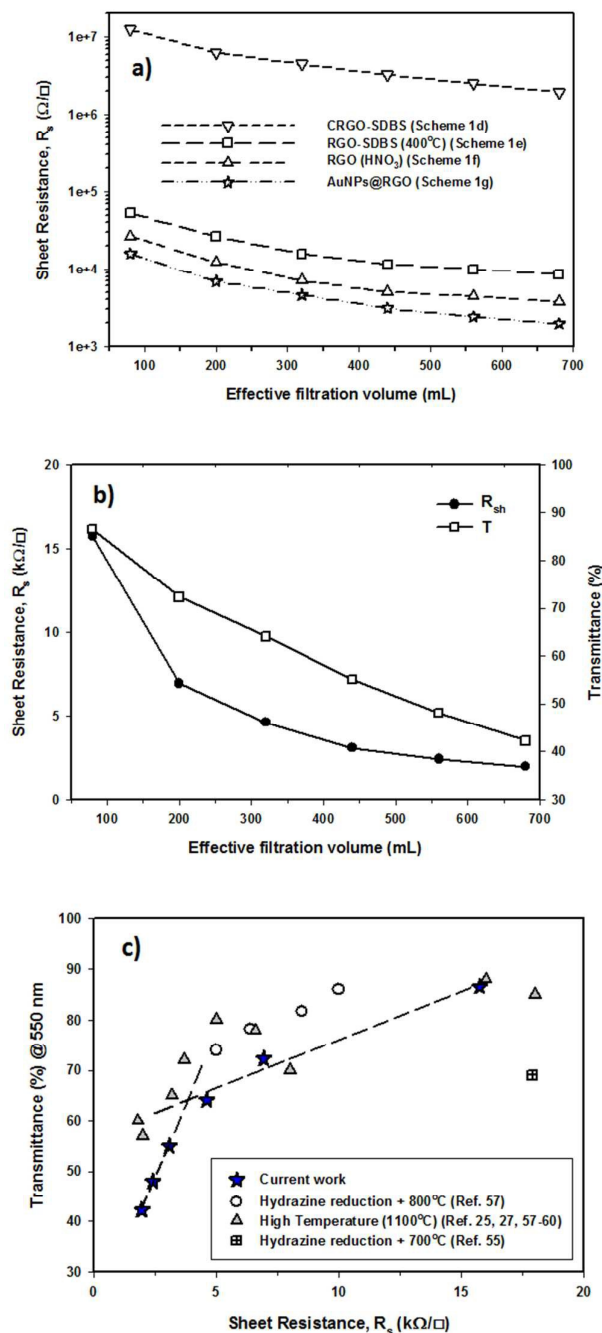 a)
1e+7
1e+6
1e+5
1e+4
1e+3
Sheet Resistance, Rs (Ω/□)
CRGO-SDBS (Scheme 1d)
RGO-SDBS (400°C) (Scheme 1e)
RGO (HNO3) (Scheme 1f)
AuNPs@RGO (Scheme 1g)
100 200 300 400 500 600 700
Effective filtration volume (mL)
b)
20
15
10
5
0
Sheet Resistance, Rs (kΩ/□)
Rsh
T
100
90
80
70
60
50
40
30
Transmittance (%)
100 200 300 400 500 600 700
Effective filtration volume (mL)
c)
100
90
80
70
60
50
40
30
Transmittance (%) @ 550 nm
Current work
Hydrazine reduction + 800°C (Ref. 57)
High Temperature (1100°C) (Ref. 25, 27, 57-60)
Hydrazine reduction + 700°C (Ref. 55)
0 5 10 15 20
Sheet Resistance, Rs (kΩ/□)